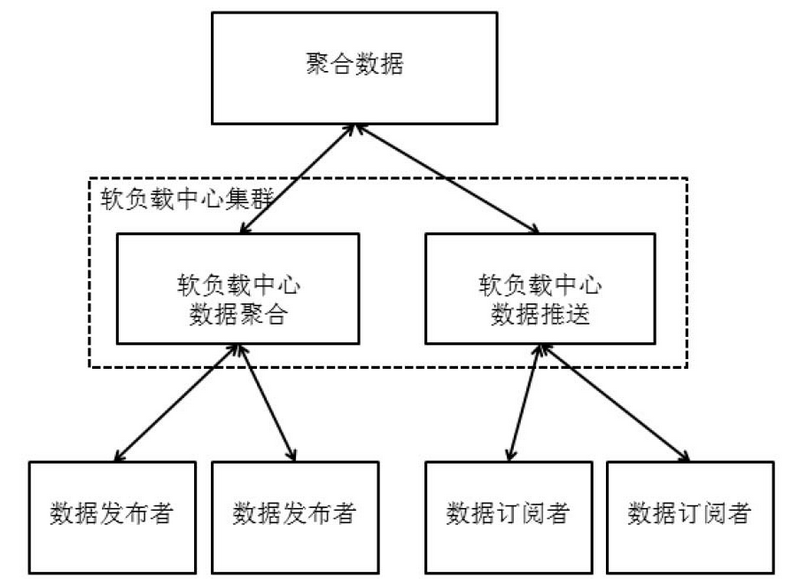 聚合数据
软负载中心集群
软负载中心
数据聚合
软负载中心
数据推送
数据发布者
数据发布者
数据订阅者
数据订阅者